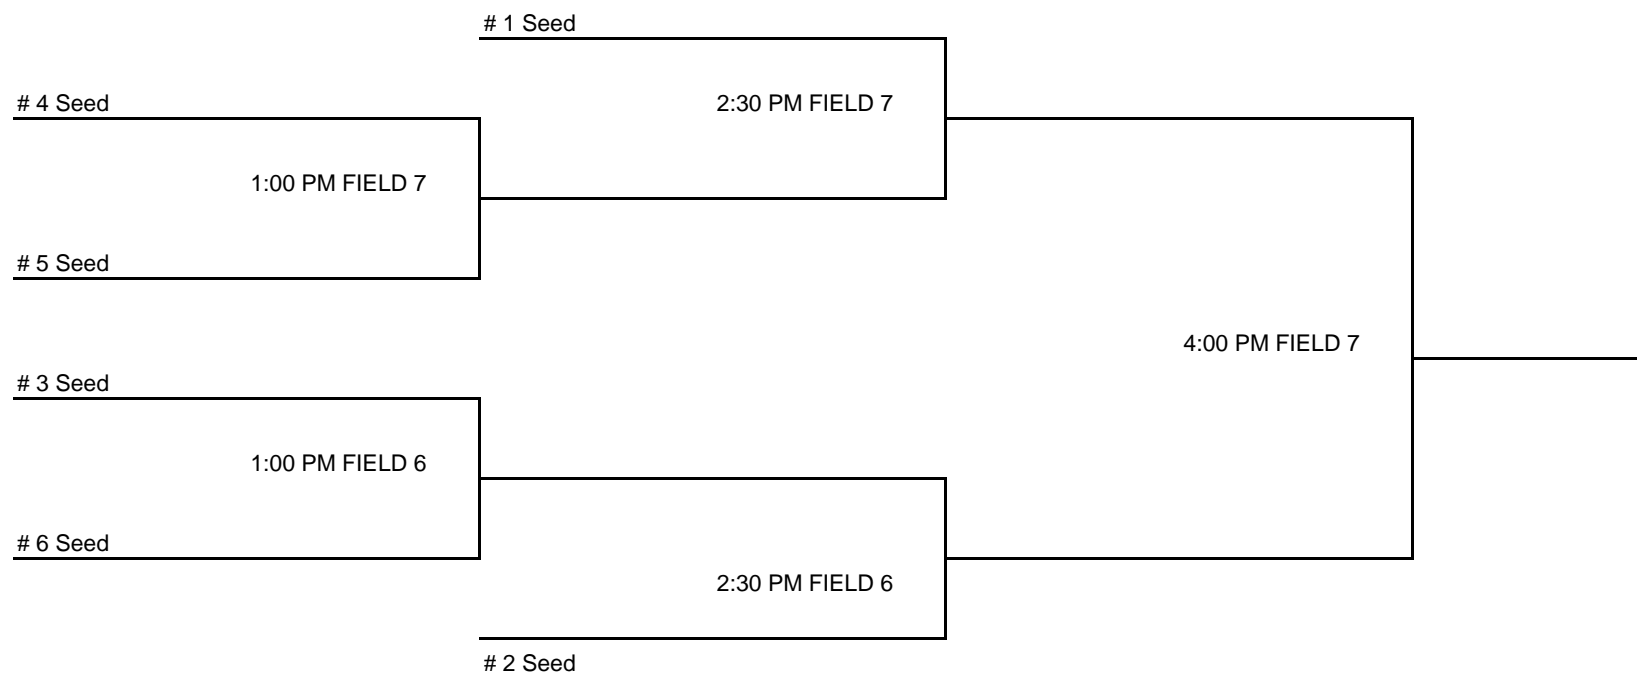 # 1 Seed
# 4 Seed
2:30 PM FIELD 7
1:00 PM FIELD 7
# 5 Seed
4:00 PM FIELD 7
# 3 Seed
1:00 PM FIELD 6
# 6 Seed
2:30 PM FIELD 6
# 2 Seed